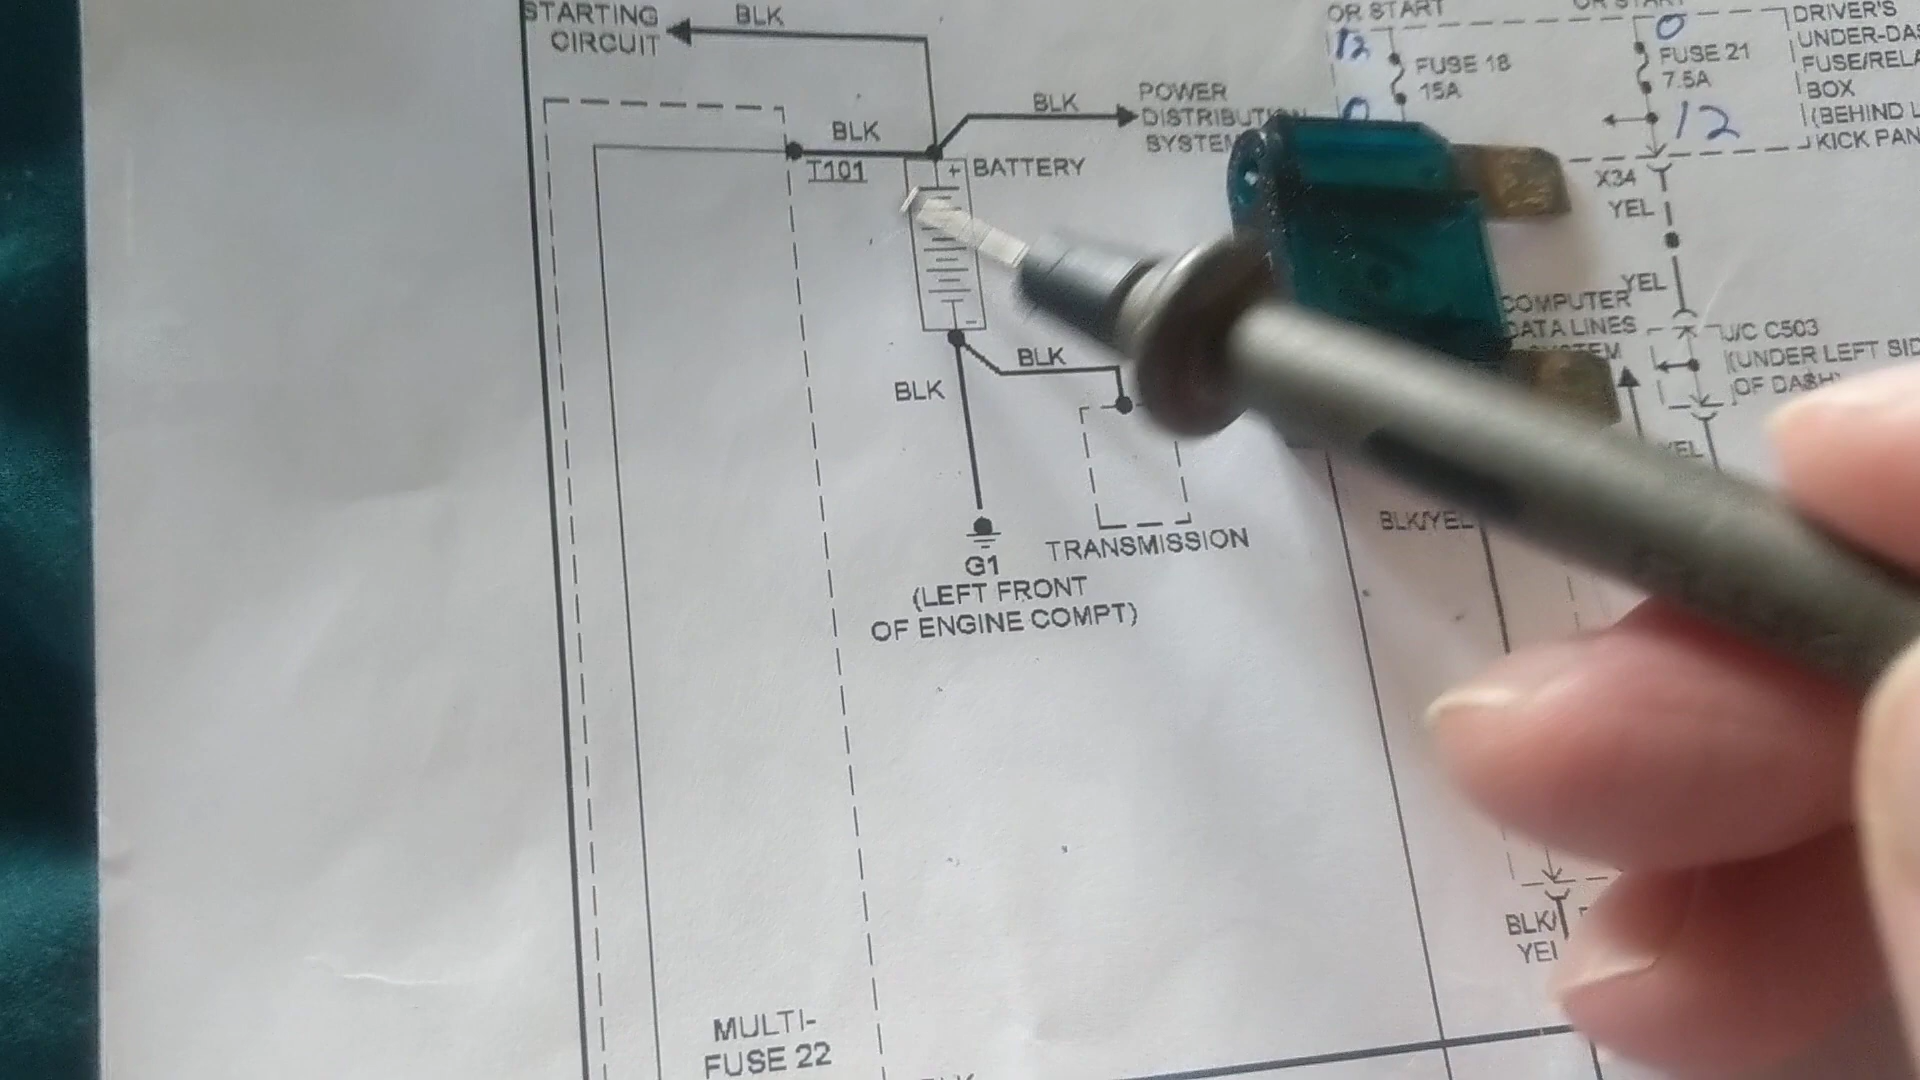 STARTING
CIRCUIT
BLK
BLK
T101
BLK
POWER
DISTRIBUTION
SYSTEM
+ BATTERY
-
BLK
BLK
G1
(LEFT FRONT
OF ENGINE COMPT)
TRANSMISSION
MULTI-
FUSE 22
OR START
12
FUSE 18
15A
0
OR START
0
FUSE 21
7.5A
12
DRIVER'S
UNDER-DAS
FUSE/RELA
BOX
(BEHIND L
KICK PAN
X34
YEL
YEL
COMPUTER
DATA LINES
J/C C503
(UNDER LEFT SID
OF DASH)
YEL
BLK/YEL
BLK/